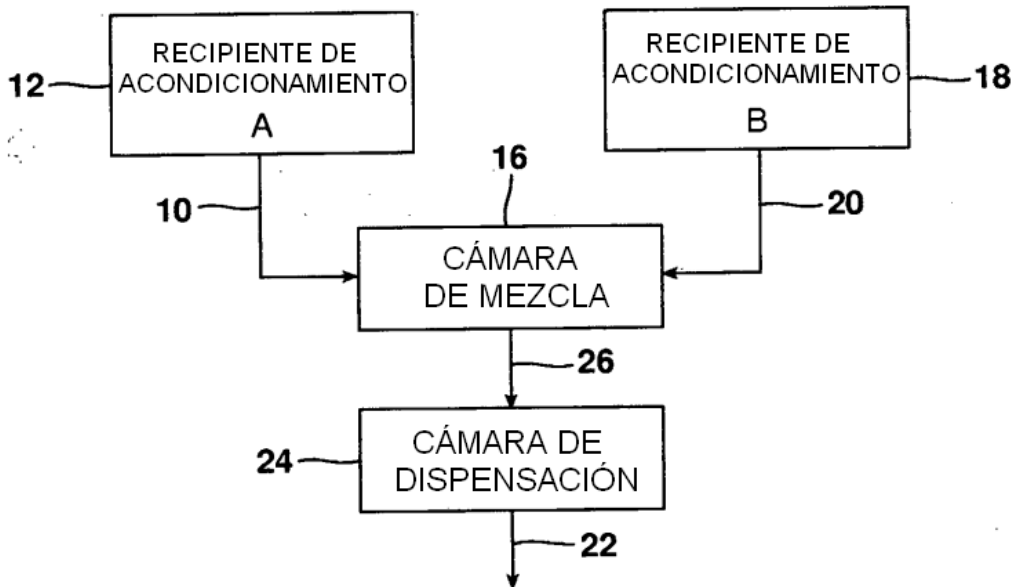 RECIPIENTE DE
ACONDICIONAMIENTO
A
12
RECIPIENTE DE
ACONDICIONAMIENTO
B
18
10
16
20
CÁMARA
DE MEZCLA
26
24
CÁMARA DE
DISPENSACIÓN
22